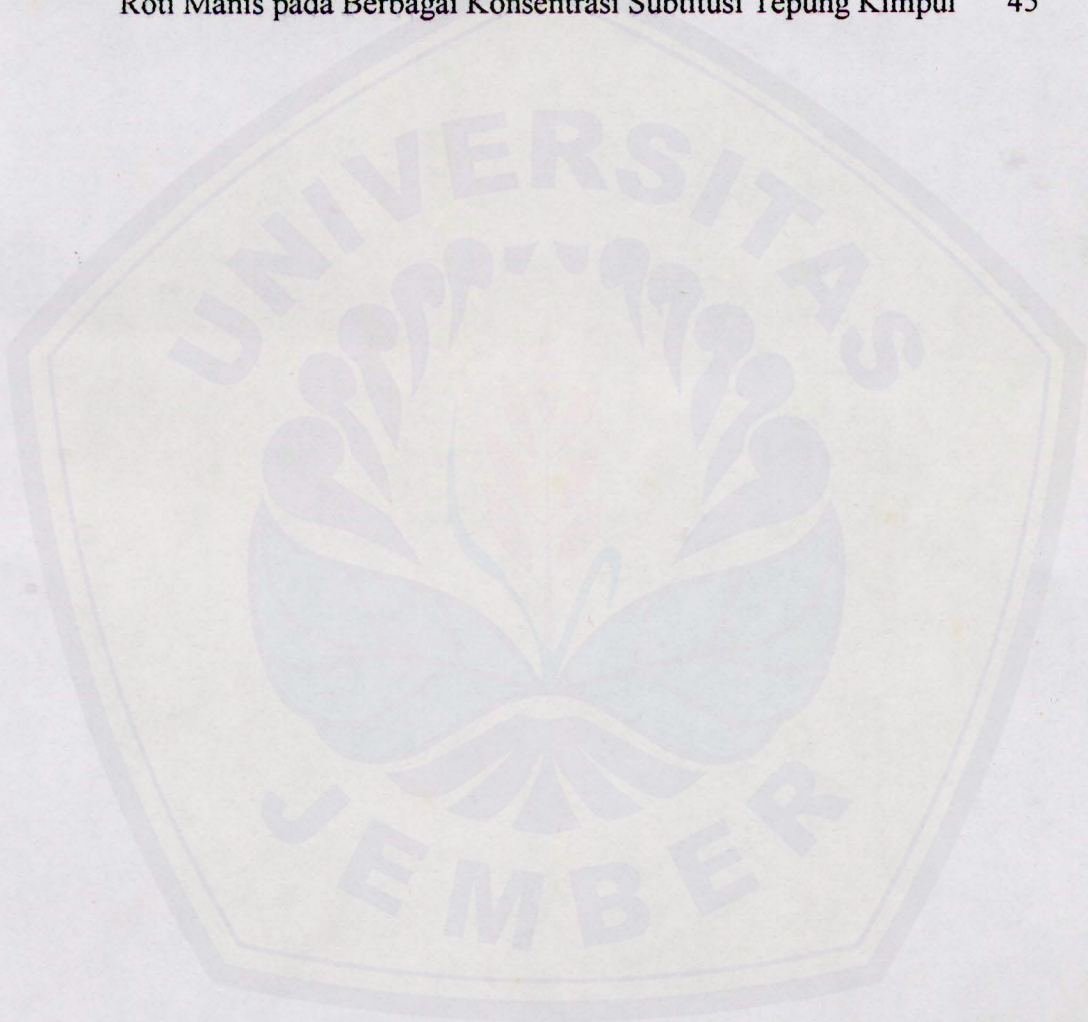 Roti Manis pada Berbagai Konsentrasi Subtitusi Tepung Kimpul 45
UNIVERSITAS
JEMBER